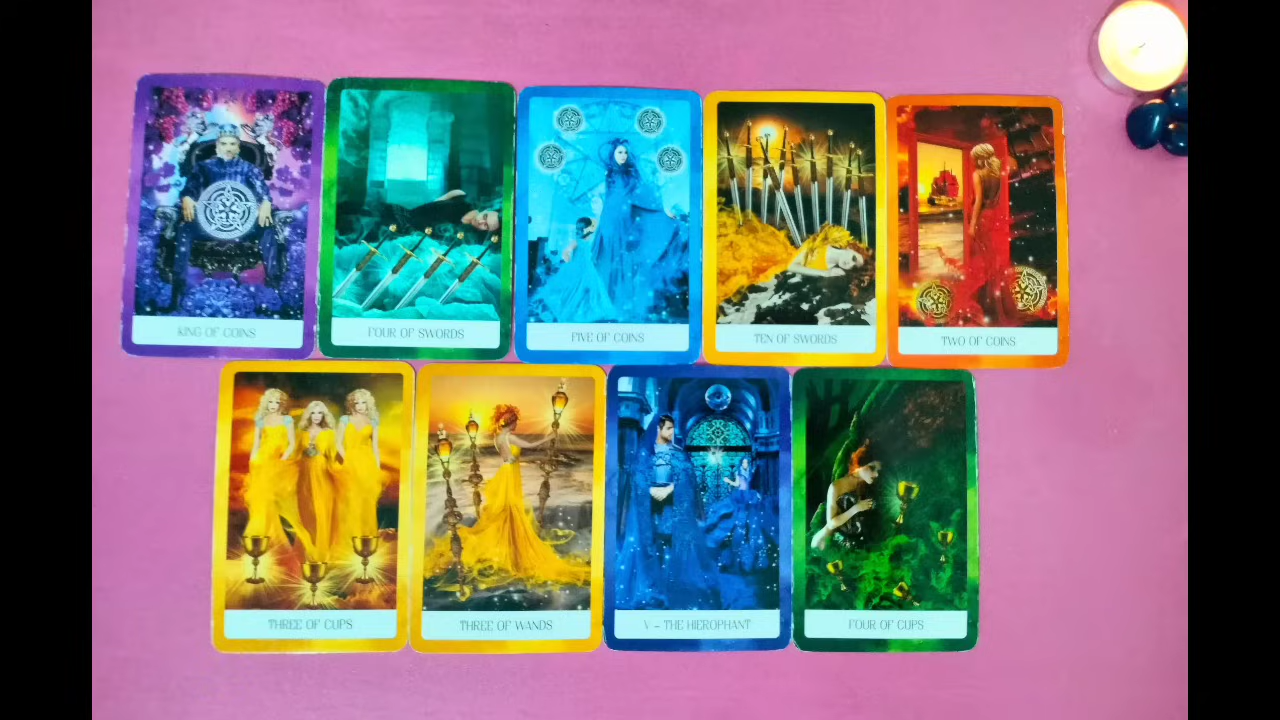 KING OF COINS
FOUR OF SWORDS
FIVE OF COINS
TEN OF SWORDS
TWO OF COINS
THREE OF CUPS
THREE OF WANDS
V – THE HIEROPHANT
FOUR OF CUPS